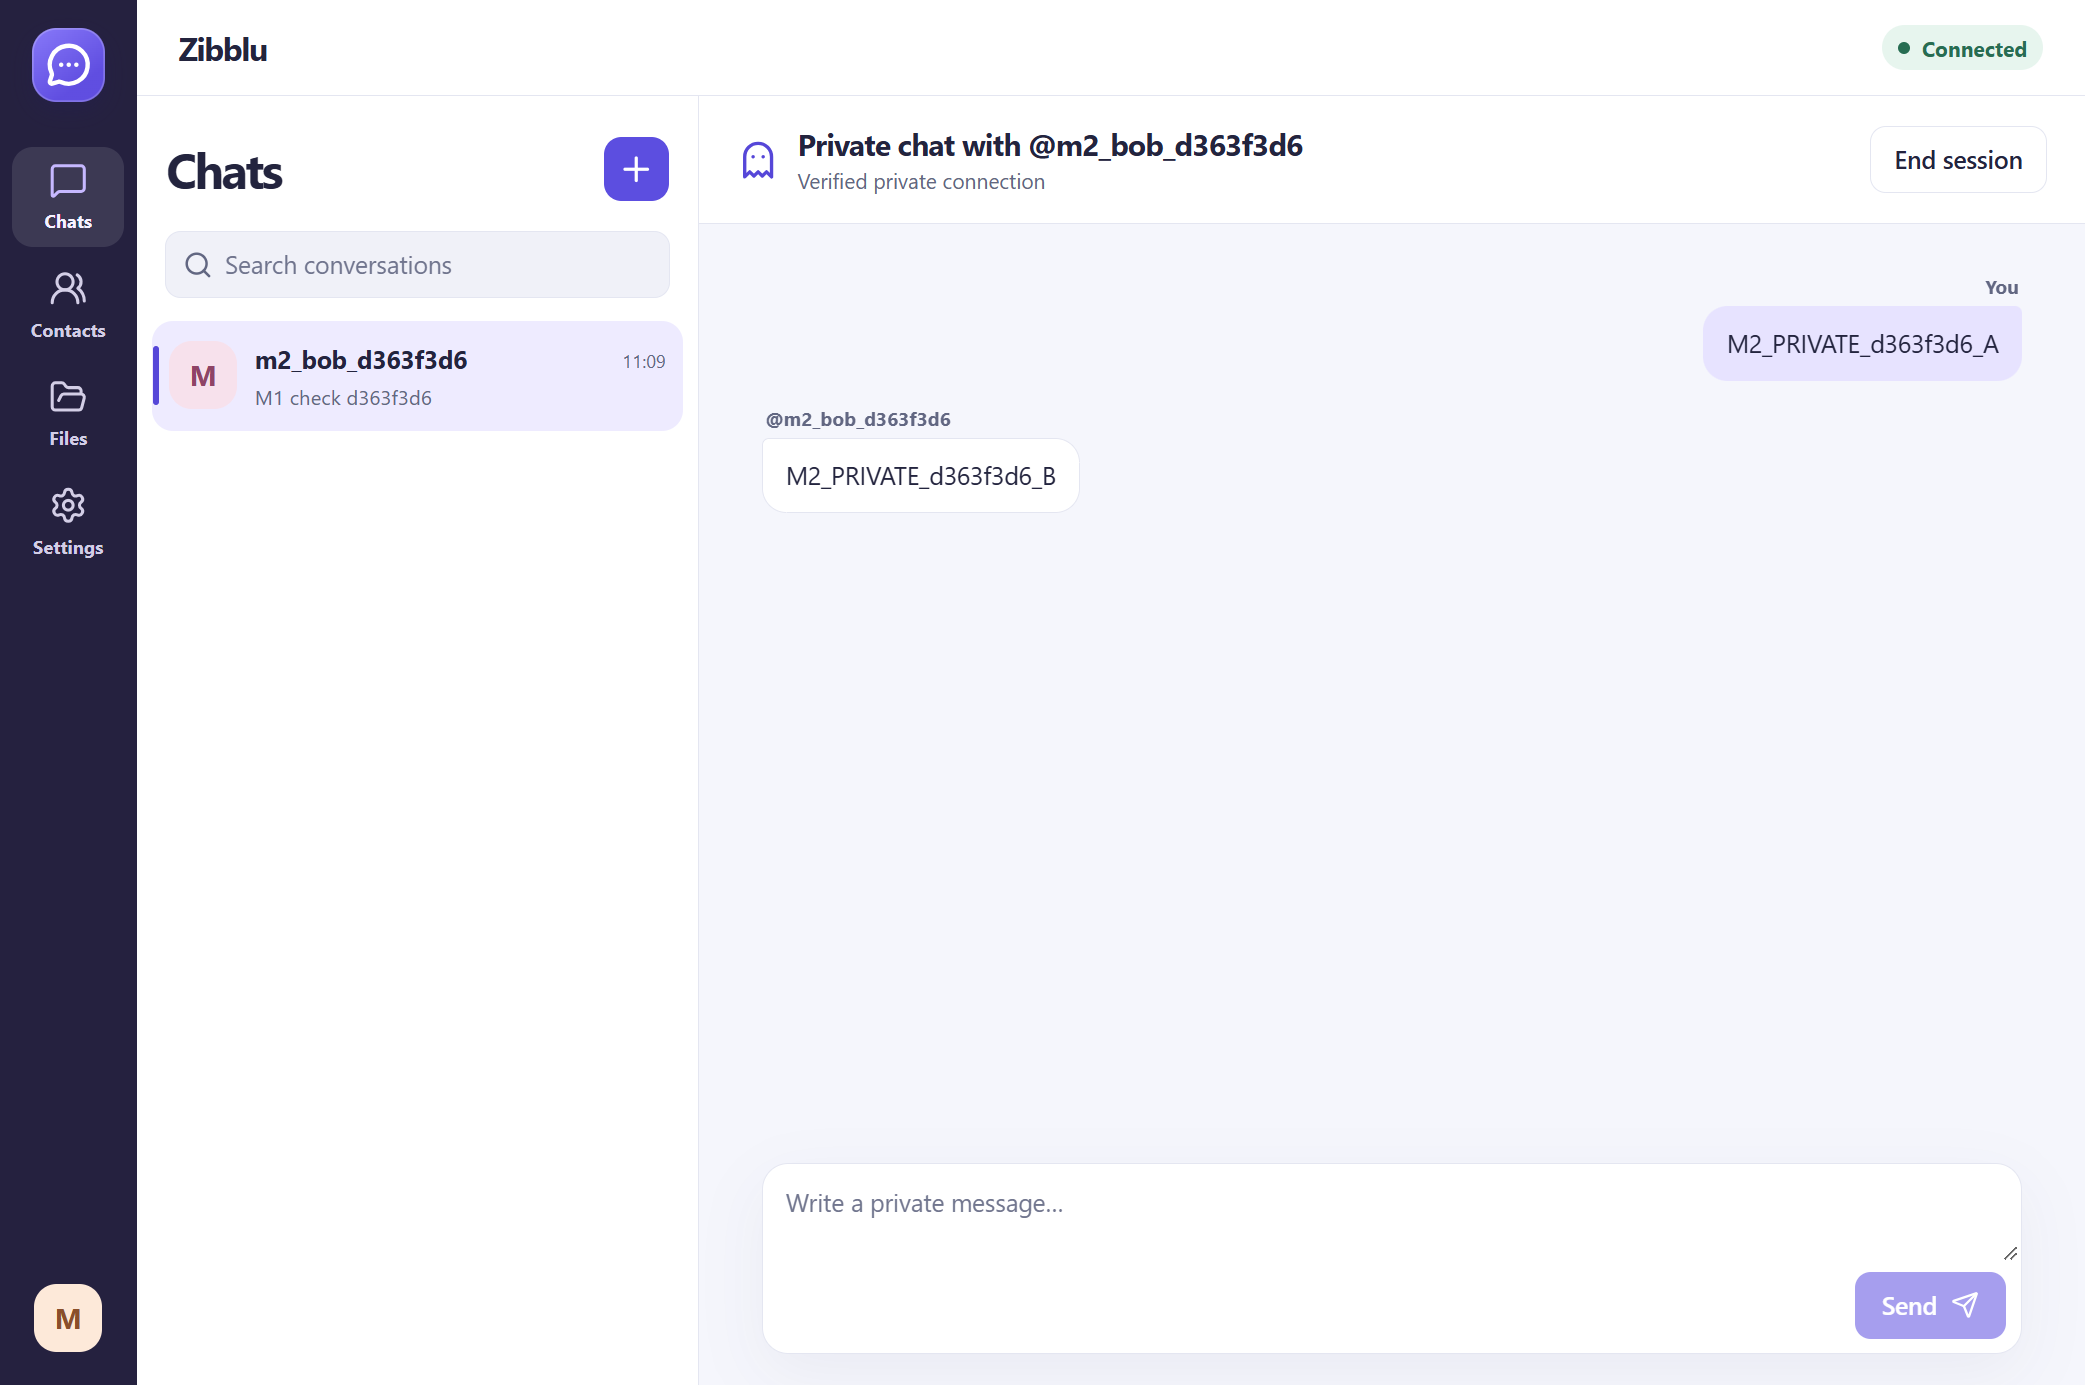 Zibblu
Connected
Chats
Contacts
Files
Settings
M
Chats
Search conversations
M
m2_bob_d363f3d6
11:09
M1 check d363f3d6
Private chat with @m2_bob_d363f3d6
Verified private connection
End session
You
M2_PRIVATE_d363f3d6_A
@m2_bob_d363f3d6
M2_PRIVATE_d363f3d6_B
Write a private message...
Send